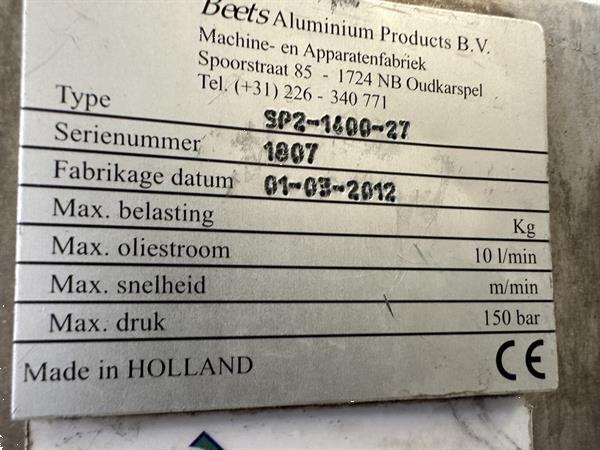 Beets Aluminium Products B.V.
Machine- en Apparatenfabriek
Spoorstraat 85 - 1724 NB Oudkarspel
Tel. (+31) 226 - 340 771
Type SP2-1400-27
Serienummer 1807
Fabrikage datum 01-03-2012
Max. belasting Kg
Max. oliestroom 10 l/min
Max. snelheid m/min
Max. druk 150 bar
Made in HOLLAND CE